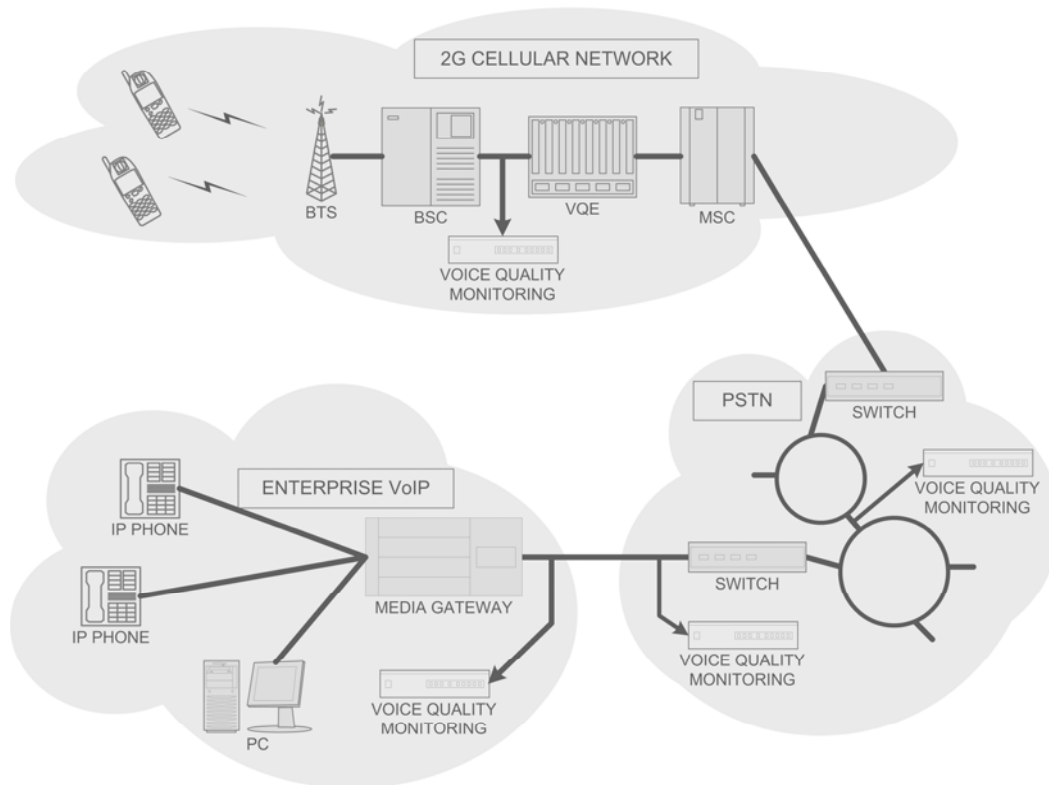 2G CELLULAR NETWORK
BTS
BSC
VQE
MSC
VOICE QUALITY
MONITORING
PSTN
SWITCH
VOICE QUALITY
MONITORING
ENTERPRISE VoIP
IP PHONE
MEDIA GATEWAY
SWITCH
IP PHONE
VOICE QUALITY
MONITORING
VOICE QUALITY
MONITORING
PC